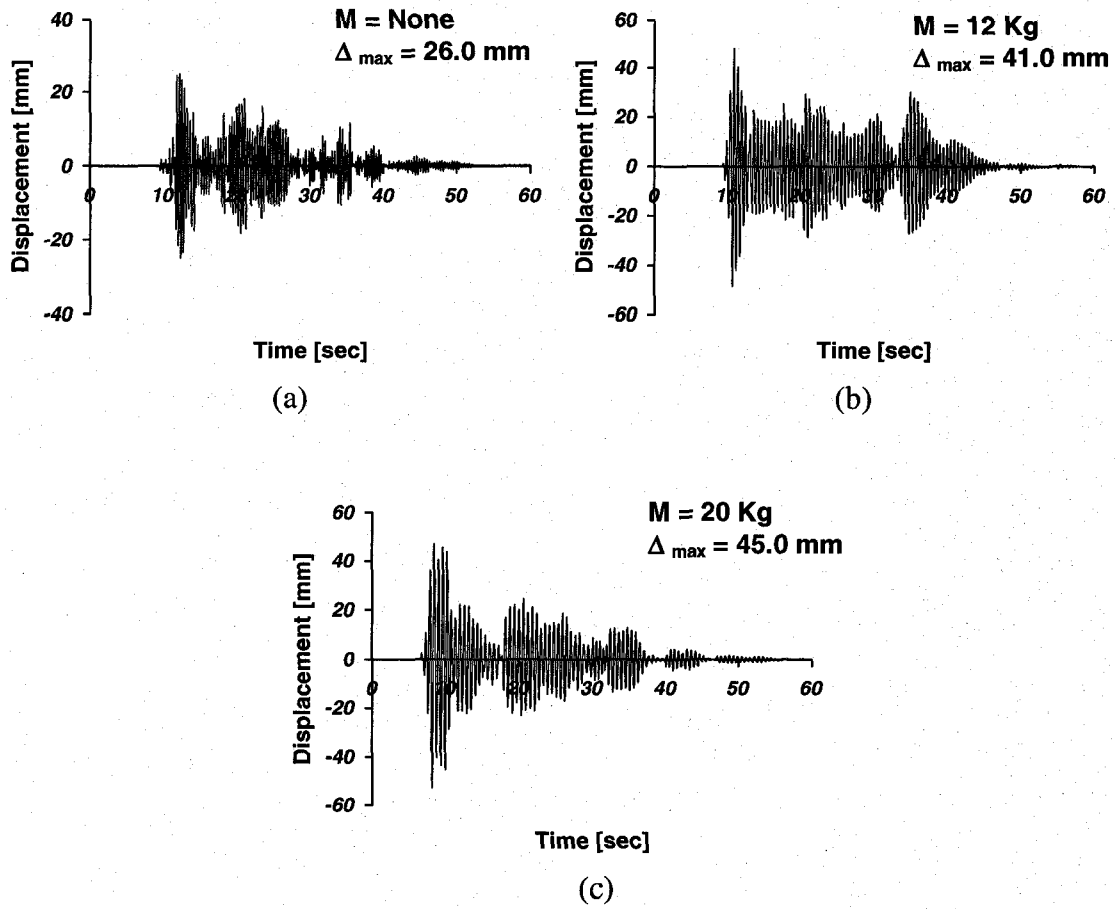 M = None
Δ max = 26.0 mm
40
20
0
-20
-40
0 10 20 30 40 50 60
Displacement [mm]
Time [sec]
(a)
M = 12 Kg
Δ max = 41.0 mm
60
40
20
0
-20
-40
-60
0 10 20 30 40 50 60
Displacement [mm]
Time [sec]
(b)
M = 20 Kg
Δ max = 45.0 mm
60
40
20
0
-20
-40
-60
0 10 20 30 40 50 60
Displacement [mm]
Time [sec]
(c)